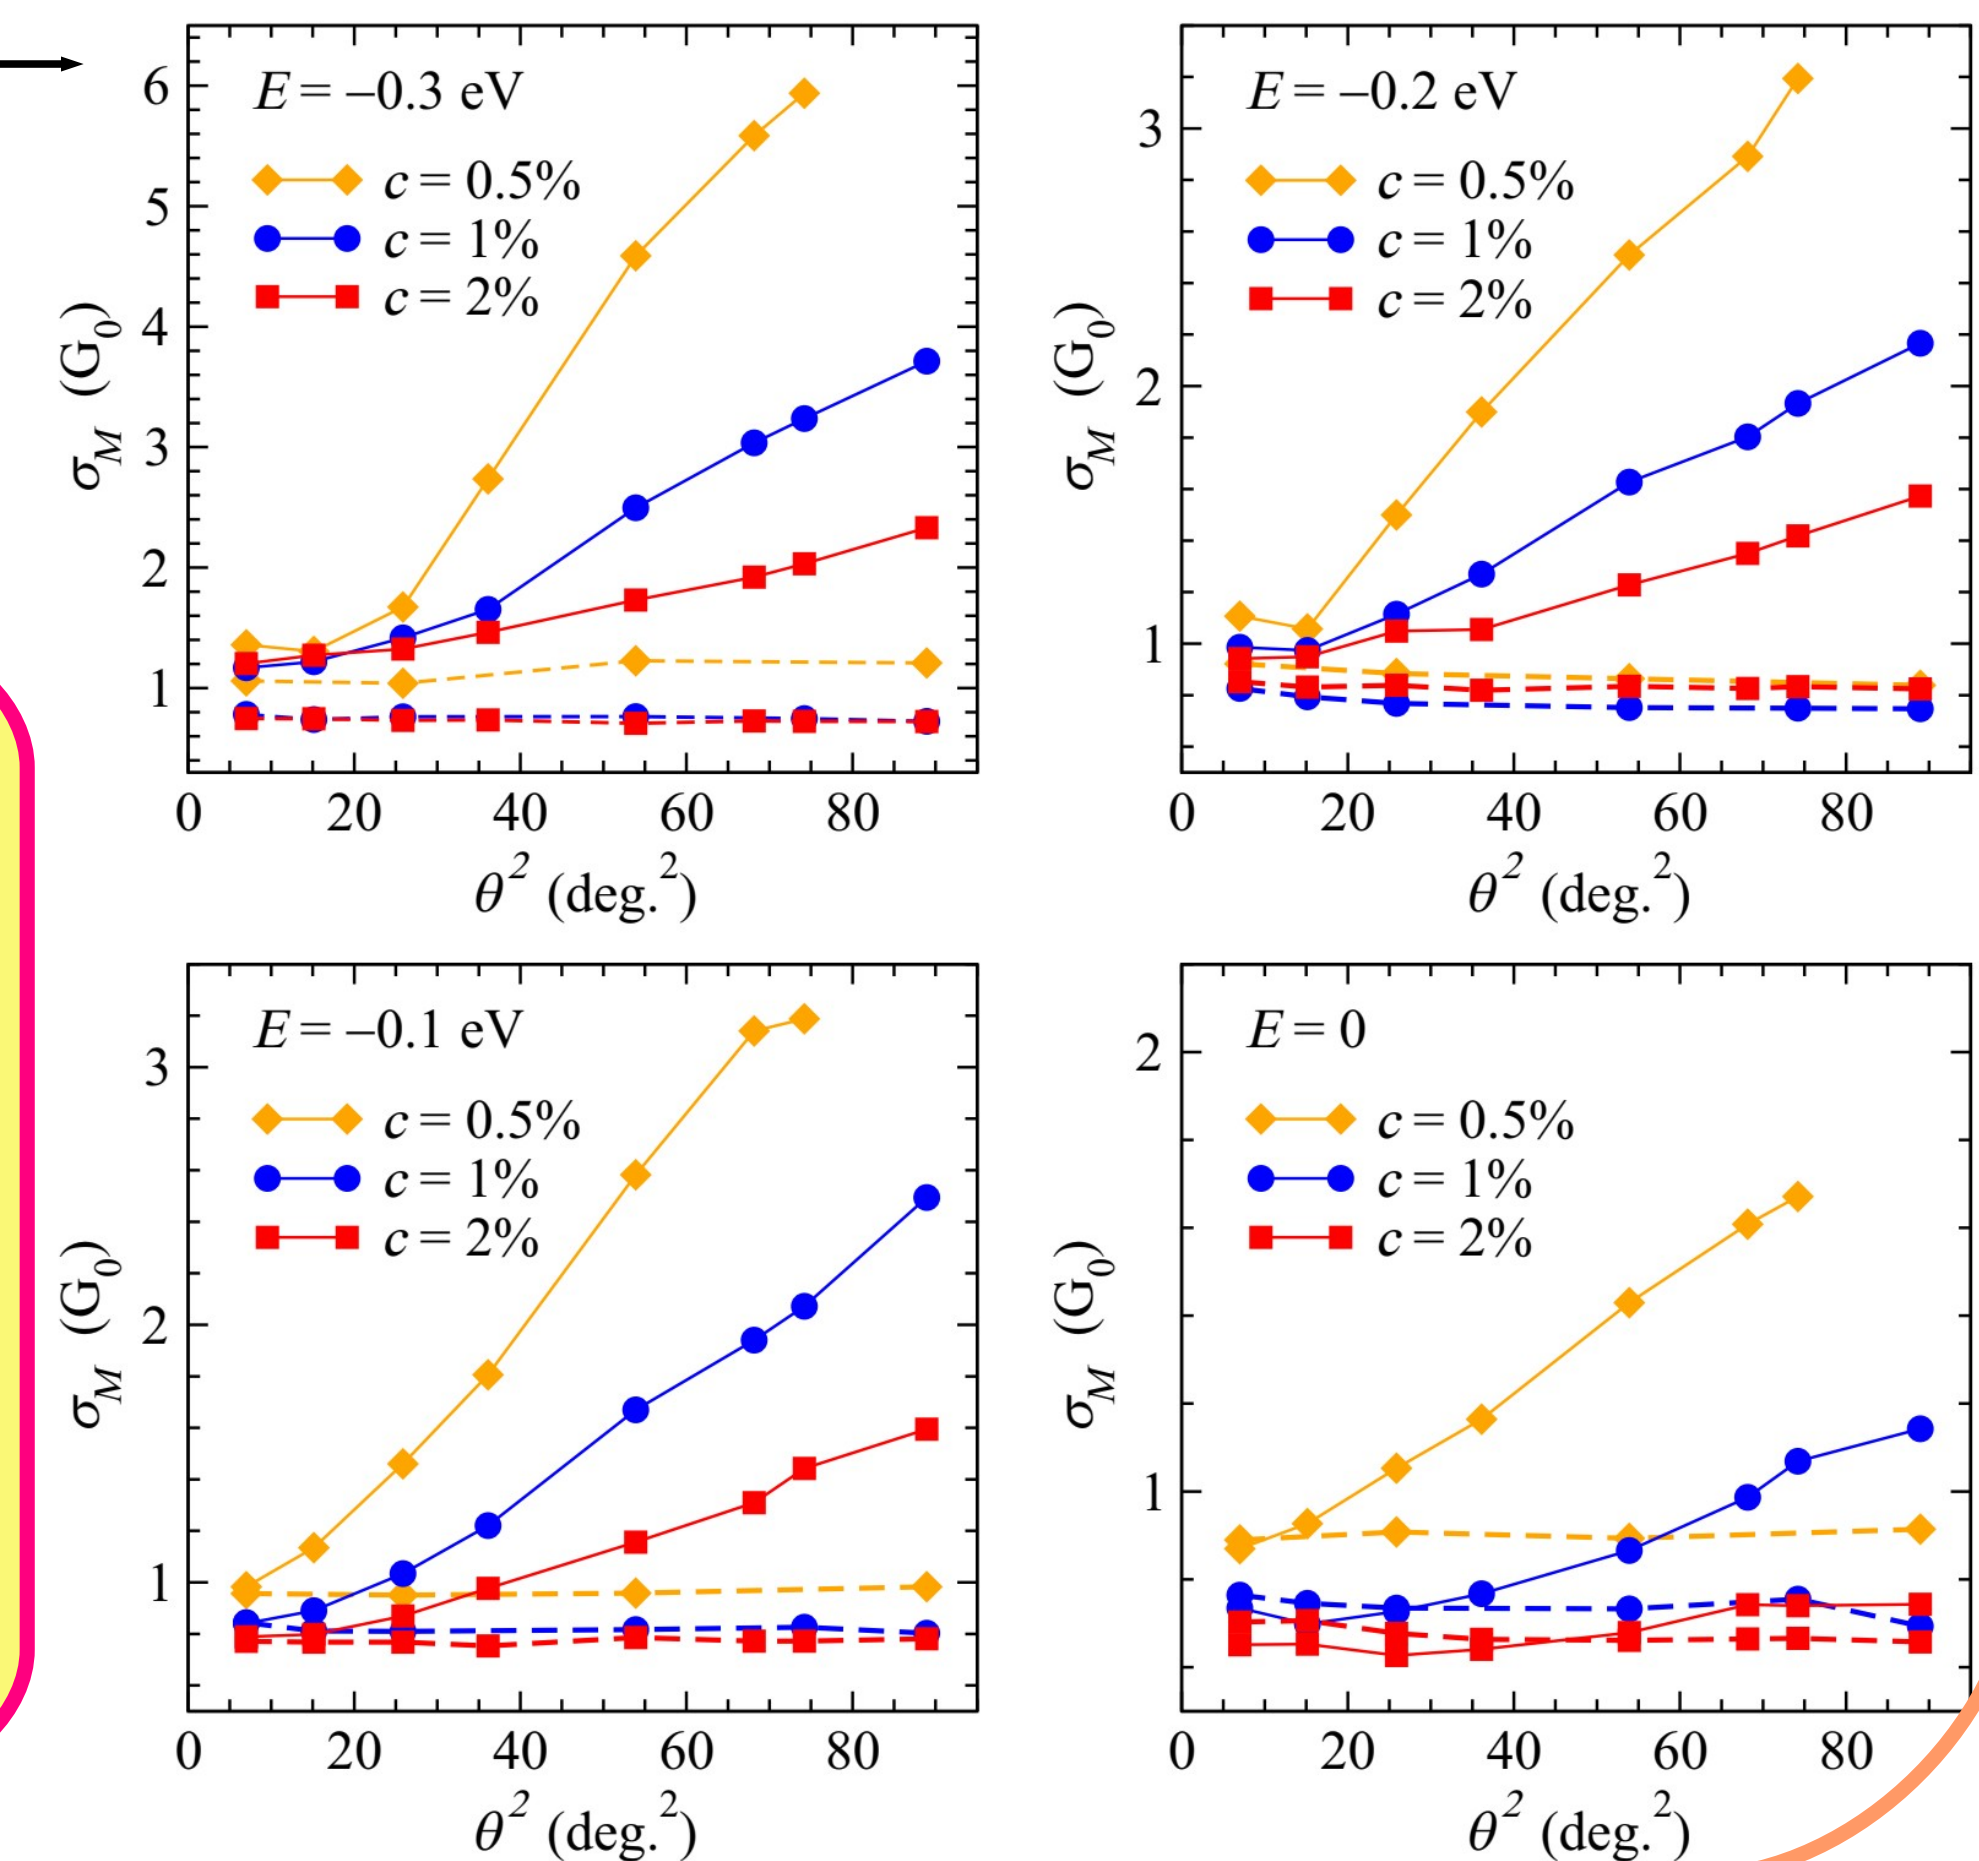 E = –0.3 eV
c = 0.5%
c = 1%
c = 2%
6
5
4
3
2
1
σM (G0)
0 20 40 60 80
θ² (deg.²)
E = –0.2 eV
c = 0.5%
c = 1%
c = 2%
3
2
1
σM (G0)
0 20 40 60 80
θ² (deg.²)
E = –0.1 eV
c = 0.5%
c = 1%
c = 2%
3
2
1
σM (G0)
0 20 40 60 80
θ² (deg.²)
E = 0
c = 0.5%
c = 1%
c = 2%
2
1
σM (G0)
0 20 40 60 80
θ² (deg.²)